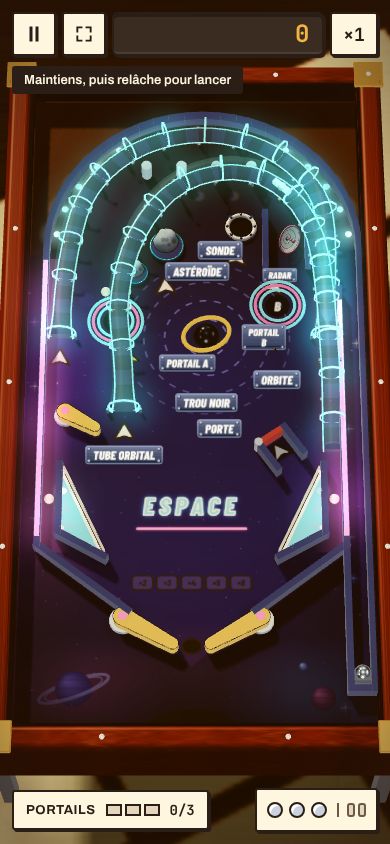 0
×1
Maintiens, puis relâche pour lancer
SONDE
ASTÉROÏDE
RADAR
B
PORTAIL
B
PORTAIL A
ORBITE
TROU NOIR
PORTE
TUBE ORBITAL
ESPACE
PORTAILS 0/3